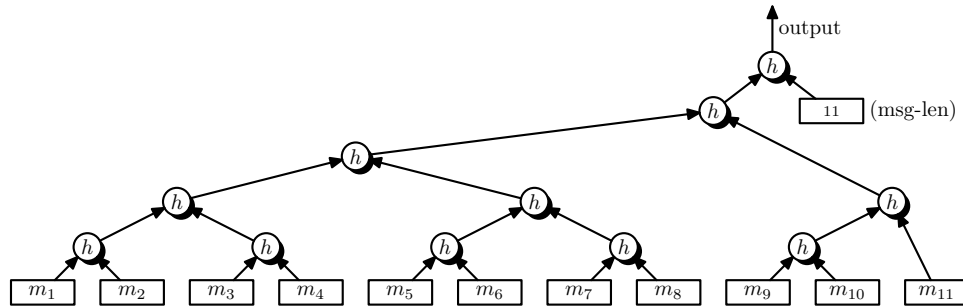 output
h
11 (msg-len)
h
h
h h h
h h h h h
m₁ m₂ m₃ m₄ m₅ m₆ m₇ m₈ m₉ m₁₀ m₁₁